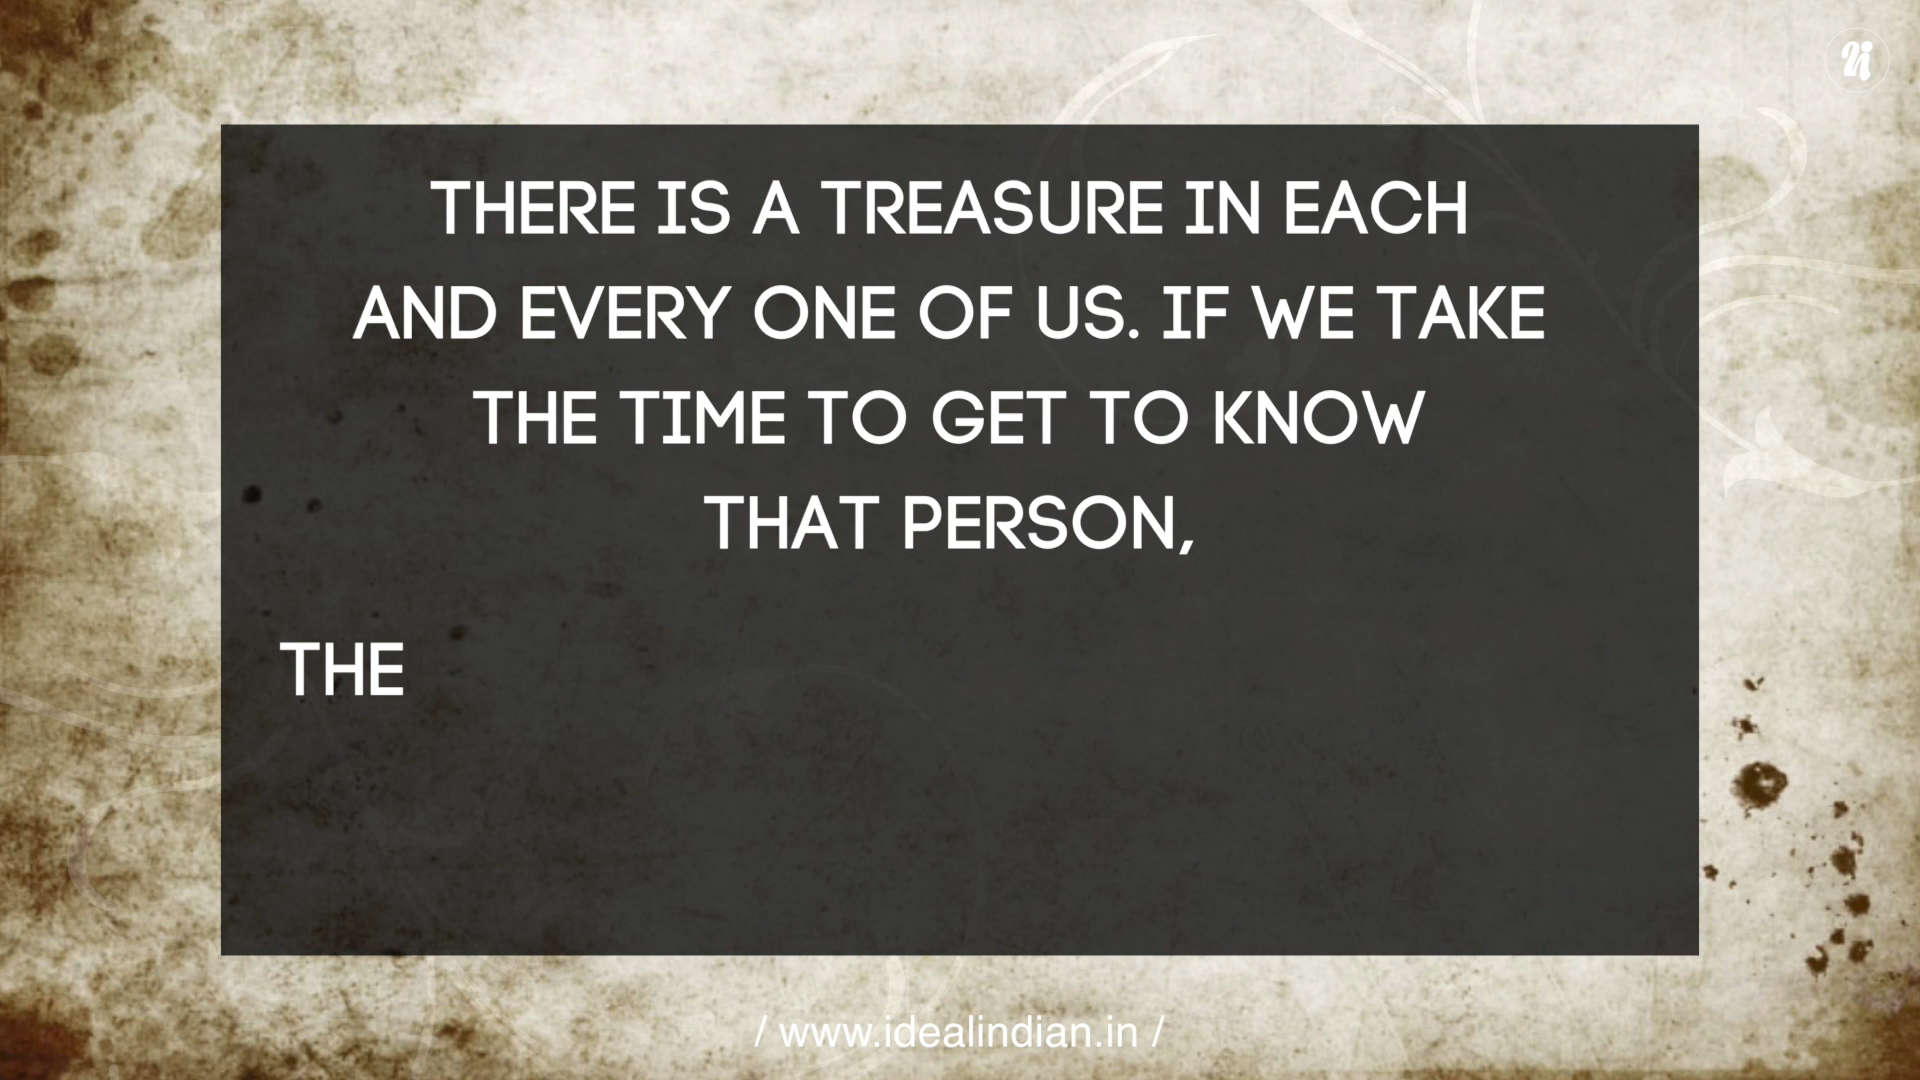 THERE IS A TREASURE IN EACH
AND EVERY ONE OF US. IF WE TAKE
THE TIME TO GET TO KNOW
THAT PERSON,
THE
/ www.idealindian.in /